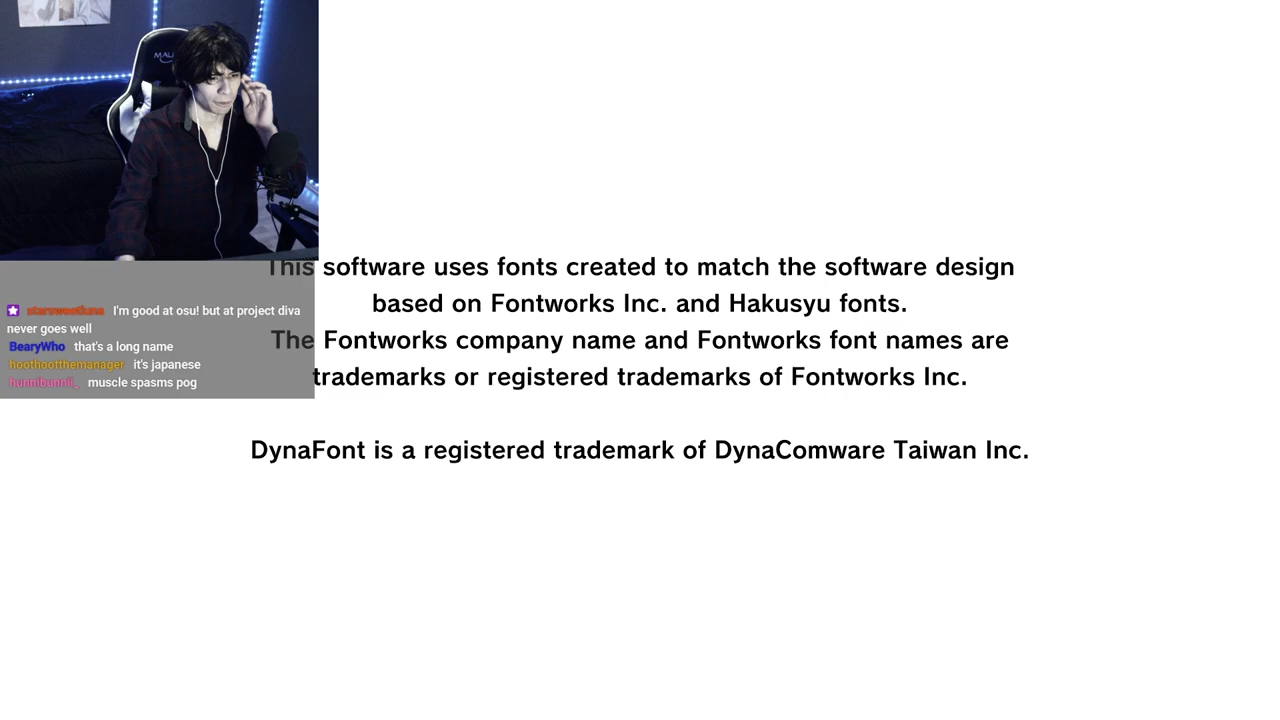 MAL
This software uses fonts created to match the software design
based on Fontworks Inc. and Hakusyu fonts.
The Fontworks company name and Fontworks font names are
trademarks or registered trademarks of Fontworks Inc.
DynaFont is a registered trademark of DynaComware Taiwan Inc.
I'm good at osu! but at project diva
never goes well
BearyWho that's a long name
hoothootthemanager it's japanese
hunnibunnii_ muscle spasms pog